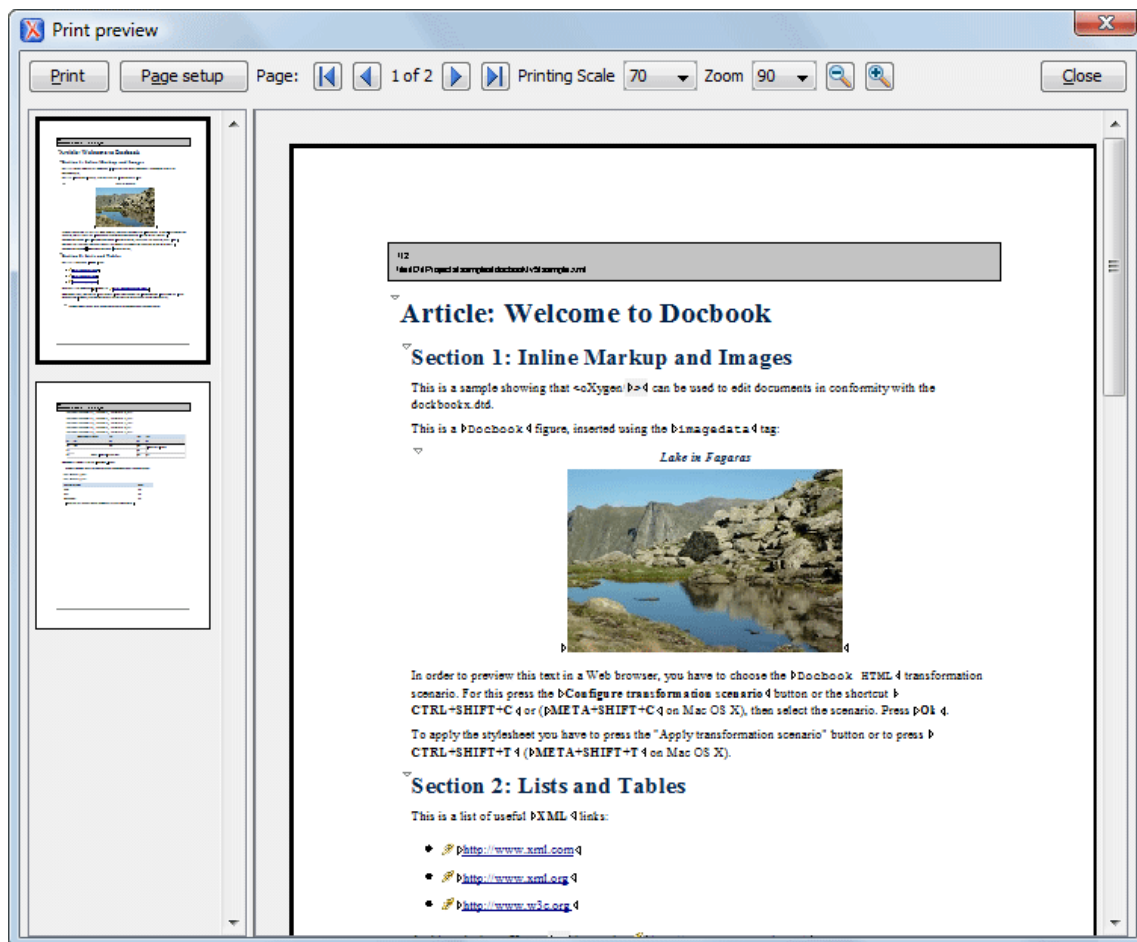 Print preview
Print Page setup Page: 1 of 2 Printing Scale 70 Zoom 90 Close
1/2
Article: Welcome to Docbook
Section 1: Inline Markup and Images
This is a sample showing that <oXygen/> can be used to edit documents in conformity with the
dockbookx.dtd.
This is a Docbook figure, inserted using the imagedata tag:
Lake in Fagaras
In order to preview this text in a Web browser, you have to choose the Docbook HTML transformation
scenario. For this press the Configure transformation scenario button or the shortcut
CTRL+SHIFT+C or (META+SHIFT+C on Mac OS X), then select the scenario. Press Ok .
To apply the stylesheet you have to press the "Apply transformation scenario" button or to press
CTRL+SHIFT+T (META+SHIFT+T on Mac OS X).
Section 2: Lists and Tables
This is a list of useful XML links:
http://www.xml.com
http://www.xml.org
http://www.w3c.org